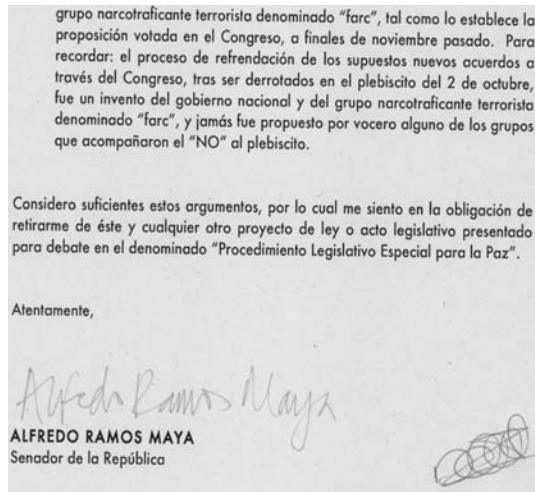 grupo narcotraficante terrorista denominado “farc”, tal como lo establece la
proposición votada en el Congreso, a finales de noviembre pasado. Para
recordar: el proceso de refrendación de los supuestos nuevos acuerdos a
través del Congreso, tras ser derrotados en el plebiscito del 2 de octubre,
fue un invento del gobierno nacional y del grupo narcotraficante terrorista
denominado “farc”, y jamás fue propuesto por vocero alguno de los grupos
que acompañaron el “NO” al plebiscito.
Considero suficientes estos argumentos, por lo cual me siento en la obligación de
retirarme de éste y cualquier otro proyecto de ley o acto legislativo presentado
para debate en el denominado “Procedimiento Legislativo Especial para la Paz”.
Atentamente,
Alfredo Ramos Maya
ALFREDO RAMOS MAYA
Senador de la República